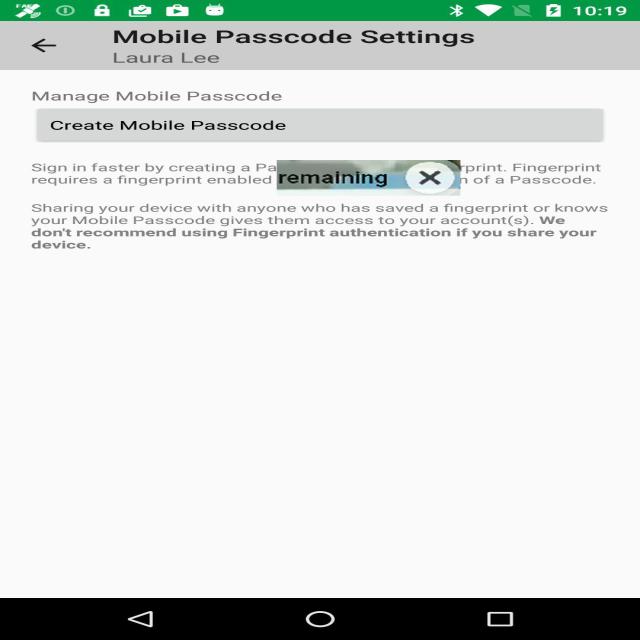 10:19
Mobile Passcode Settings
Laura Lee
Manage Mobile Passcode
Create Mobile Passcode
Sign in faster by creating a Pa rprint. Fingerprint
remaining
requires a fingerprint enabled n of a Passcode.
Sharing your device with anyone who has saved a fingerprint or knows
your Mobile Passcode gives them access to your account(s). We
don't recommend using Fingerprint authentication if you share your
device.